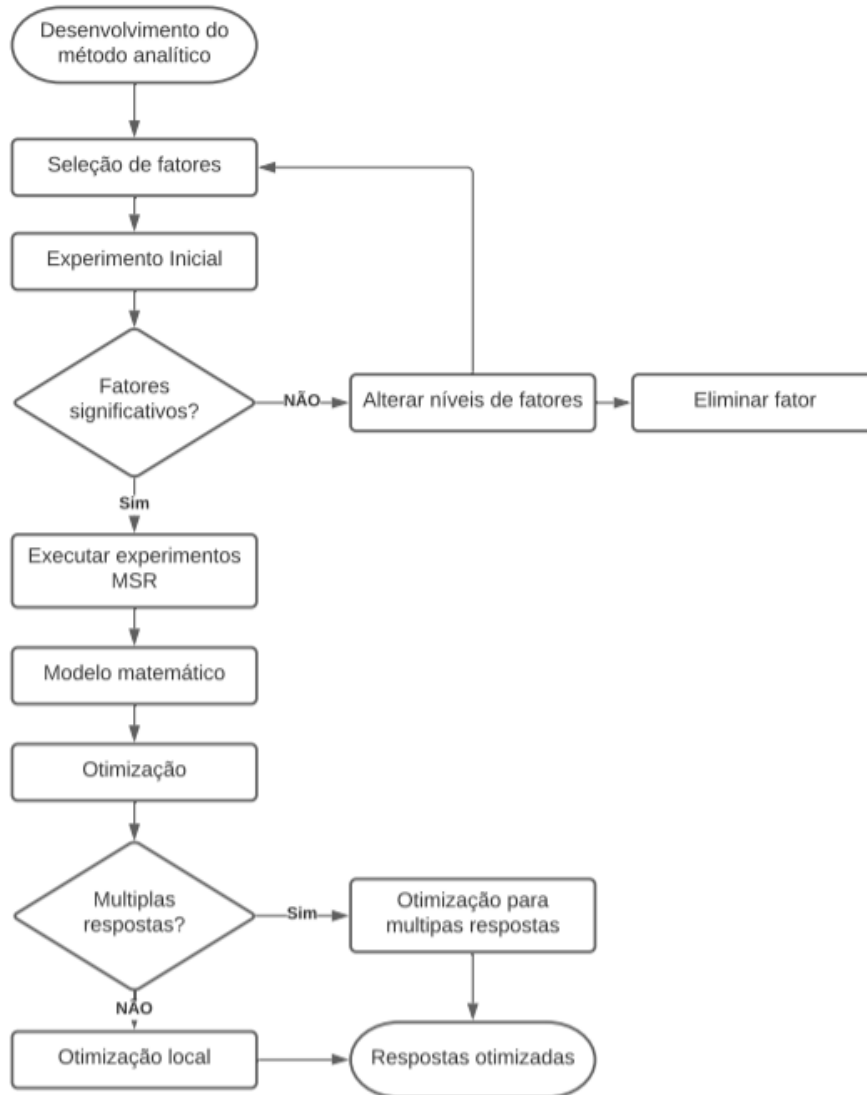 Desenvolvimento do
método analítico
Seleção de fatores
Experimento Inicial
Fatores
significativos?
NÃO
Alterar níveis de fatores
Eliminar fator
Sim
Executar experimentos
MSR
Modelo matemático
Otimização
Multiplas
respostas?
Sim
Otimização para
multipas respostas
NÃO
Otimização local
Respostas otimizadas